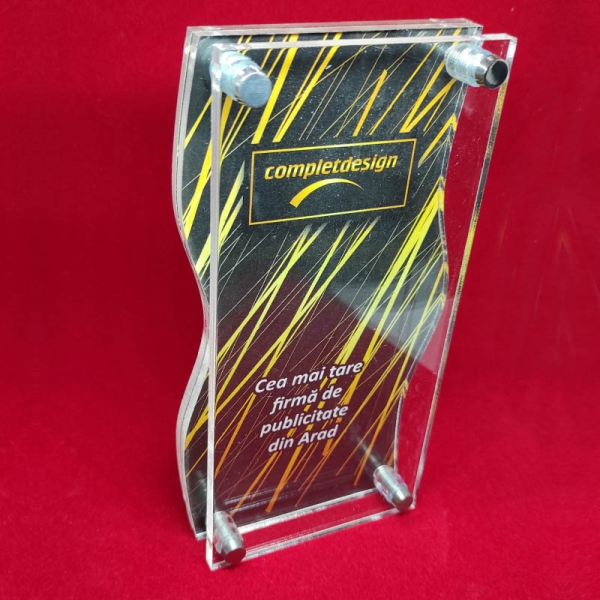 completdesign
Cea mai tare
firmă de
publicitate
din Arad